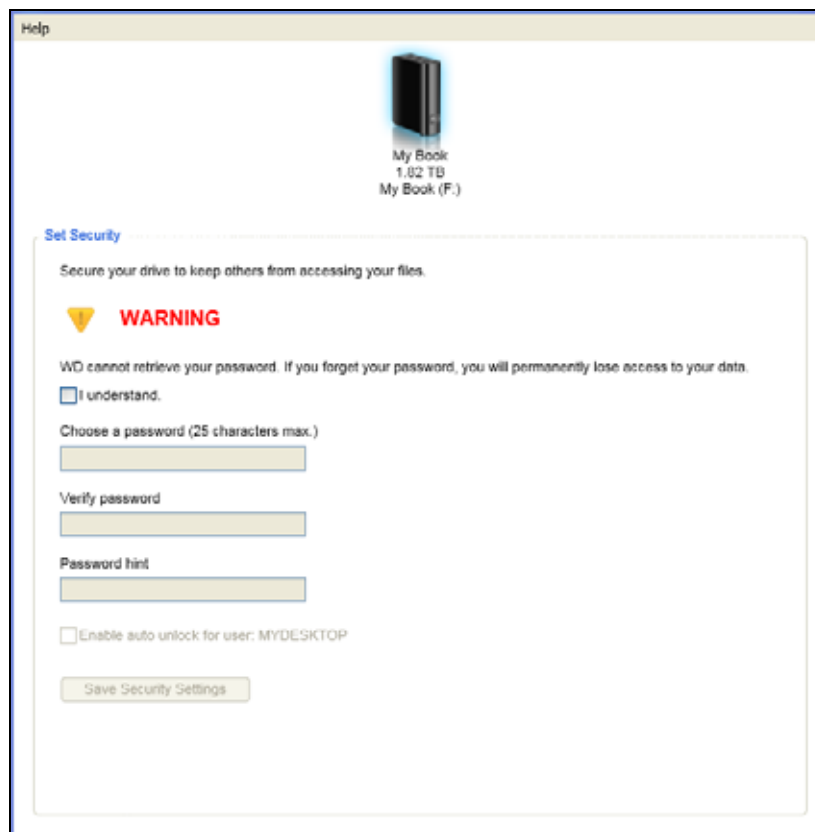 Help
My Book
1.82 TB
My Book (F:)
Set Security
Secure your drive to keep others from accessing your files.
WARNING
WD cannot retrieve your password. If you forget your password, you will permanently lose access to your data.
I understand.
Choose a password (25 characters max.)
Verify password
Password hint
Enable auto unlock for user: MYDESKTOP
Save Security Settings